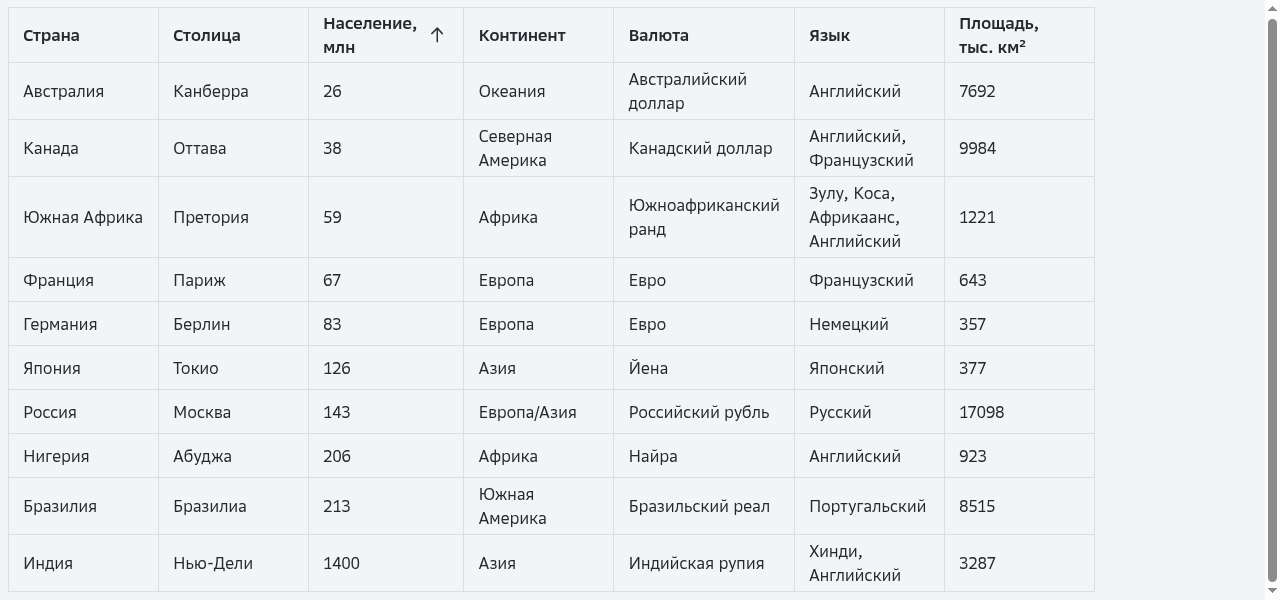 Страна Столица Население, млн ↑ Континент Валюта Язык Площадь, тыс. км²
Австралия Канберра 26 Океания Австралийский доллар Английский 7692
Канада Оттава 38 Северная Америка Канадский доллар Английский, Французский 9984
Южная Африка Претория 59 Африка Южноафриканский ранд Зулу, Коса, Африкаанс, Английский 1221
Франция Париж 67 Европа Евро Французский 643
Германия Берлин 83 Европа Евро Немецкий 357
Япония Токио 126 Азия Йена Японский 377
Россия Москва 143 Европа/Азия Российский рубль Русский 17098
Нигерия Абуджа 206 Африка Найра Английский 923
Бразилия Бразилиа 213 Южная Америка Бразильский реал Португальский 8515
Индия Нью-Дели 1400 Азия Индийская рупия Хинди, Английский 3287